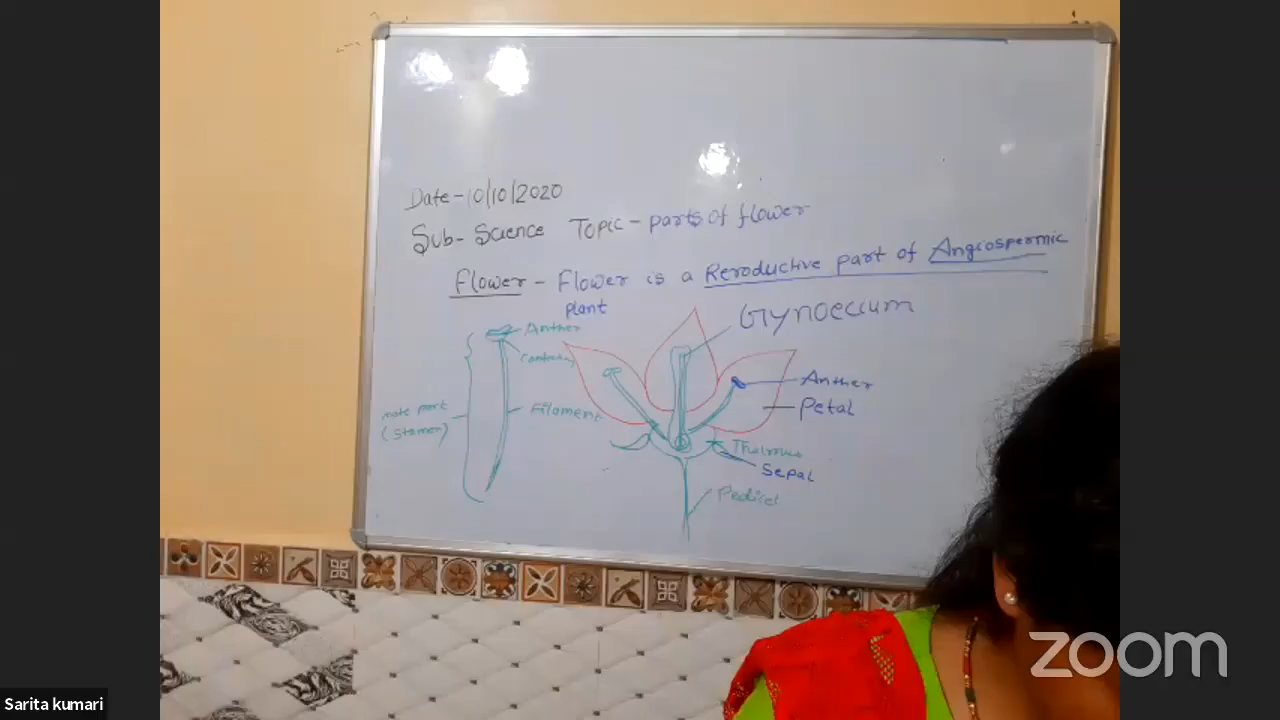 Date-10/10/2020
Sub- Science Topic - parts of flower
Flower - Flower is a Reroductive part of Angiospermic
plant
Gynoecium
Anther
Anther
Petal
Filament
male part
(Stamen)
Thalmus
Sepal
Pedicel
zoom
Sarita kumari